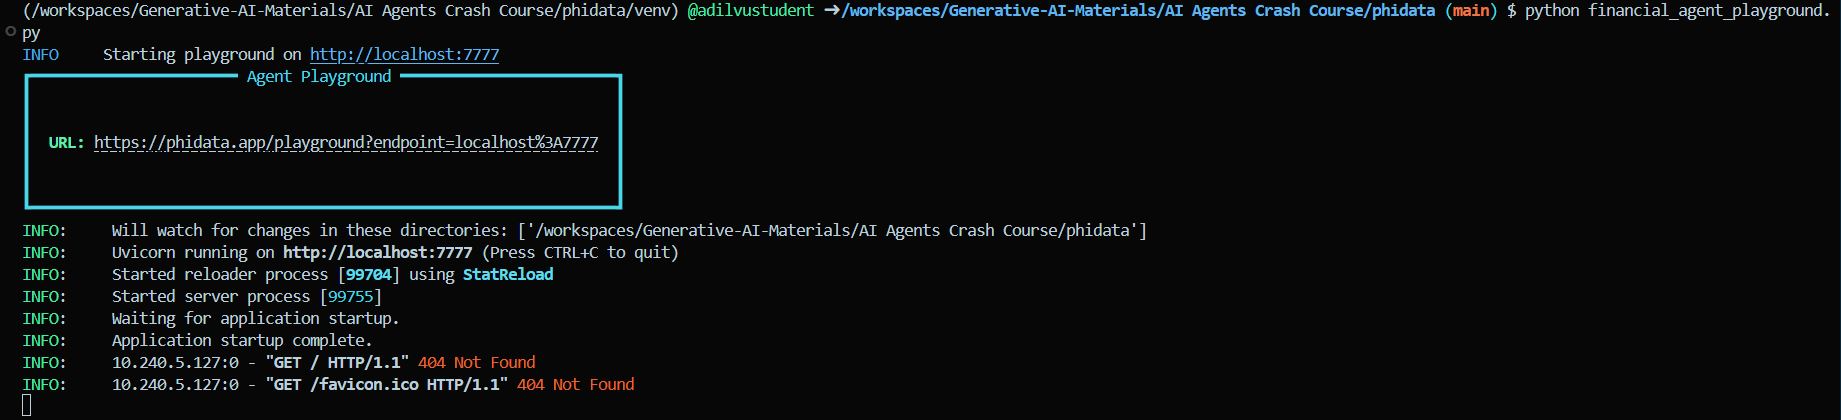 (/workspaces/Generative-AI-Materials/AI Agents Crash Course/phidata/venv) @adilvustudent ➜/workspaces/Generative-AI-Materials/AI Agents Crash Course/phidata (main) $ python financial_agent_playground.
py
INFO     Starting playground on http://localhost:7777
Agent Playground
URL: https://phidata.app/playground?endpoint=localhost%3A7777
INFO:     Will watch for changes in these directories: ['/workspaces/Generative-AI-Materials/AI Agents Crash Course/phidata']
INFO:     Uvicorn running on http://localhost:7777 (Press CTRL+C to quit)
INFO:     Started reloader process [99704] using StatReload
INFO:     Started server process [99755]
INFO:     Waiting for application startup.
INFO:     Application startup complete.
INFO:     10.240.5.127:0 - "GET / HTTP/1.1" 404 Not Found
INFO:     10.240.5.127:0 - "GET /favicon.ico HTTP/1.1" 404 Not Found